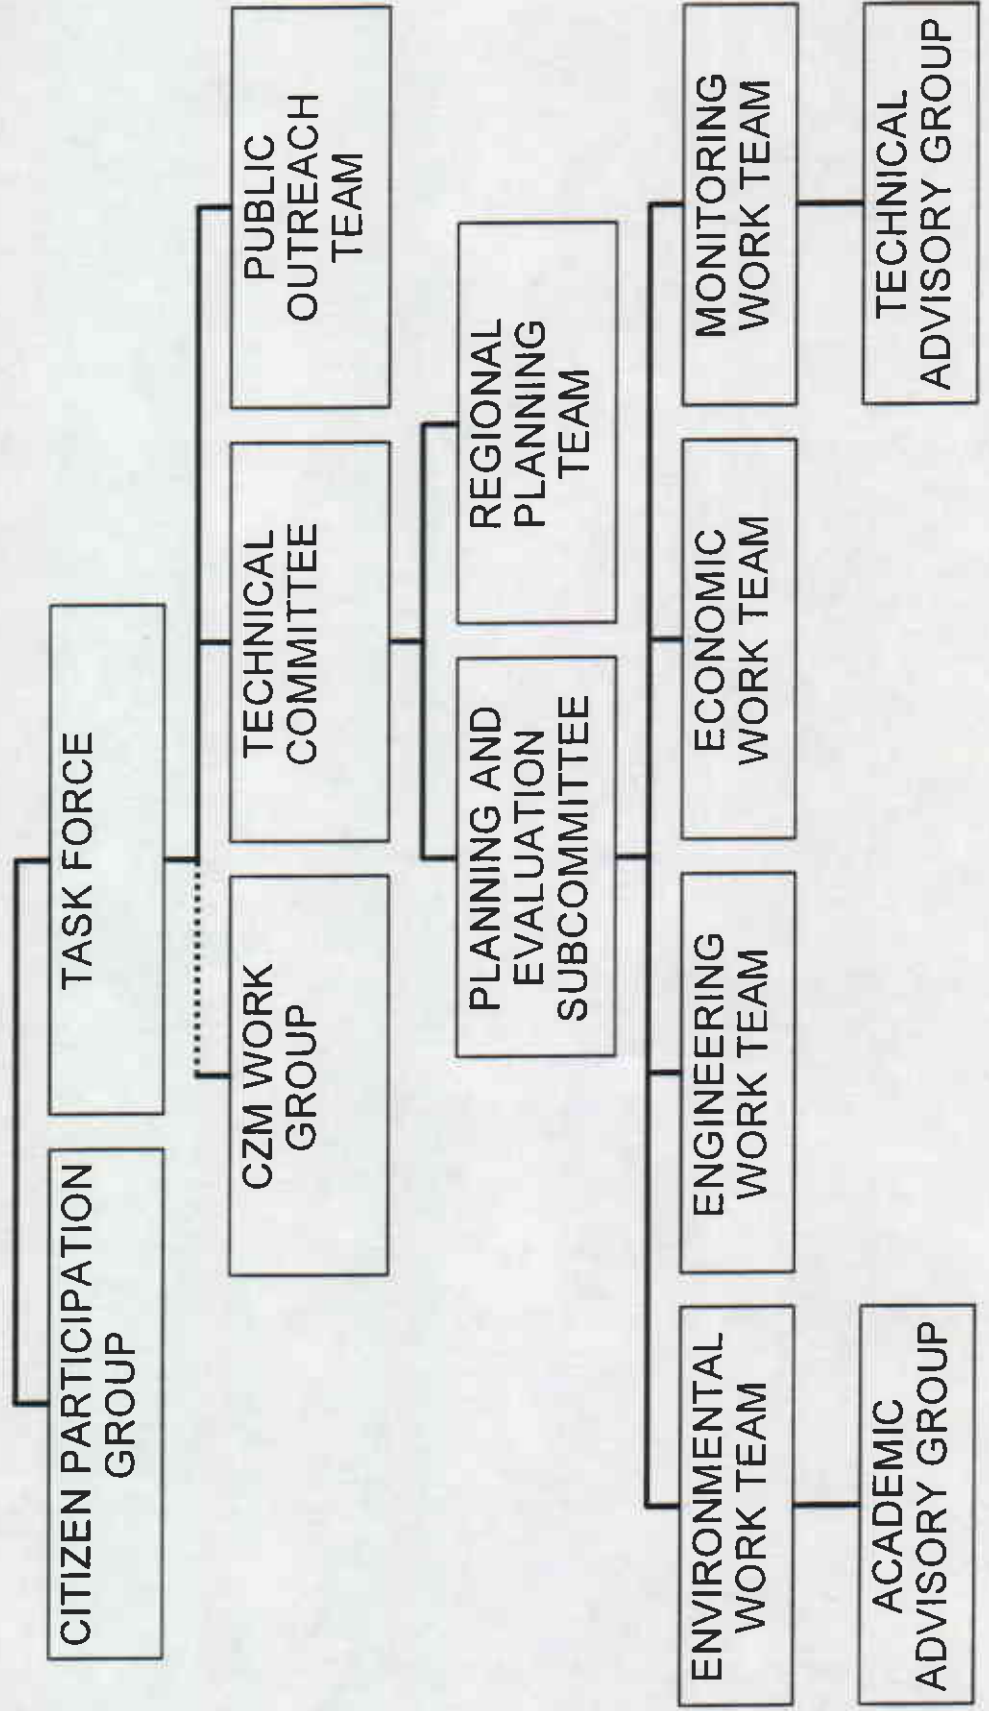 CITIZEN PARTICIPATION
GROUP
TASK FORCE
CZM WORK
GROUP
TECHNICAL
COMMITTEE
PUBLIC
OUTREACH
TEAM
PLANNING AND
EVALUATION
SUBCOMMITTEE
REGIONAL
PLANNING
TEAM
ENVIRONMENTAL
WORK TEAM
ENGINEERING
WORK TEAM
ECONOMIC
WORK TEAM
MONITORING
WORK TEAM
ACADEMIC
ADVISORY GROUP
TECHNICAL
ADVISORY GROUP